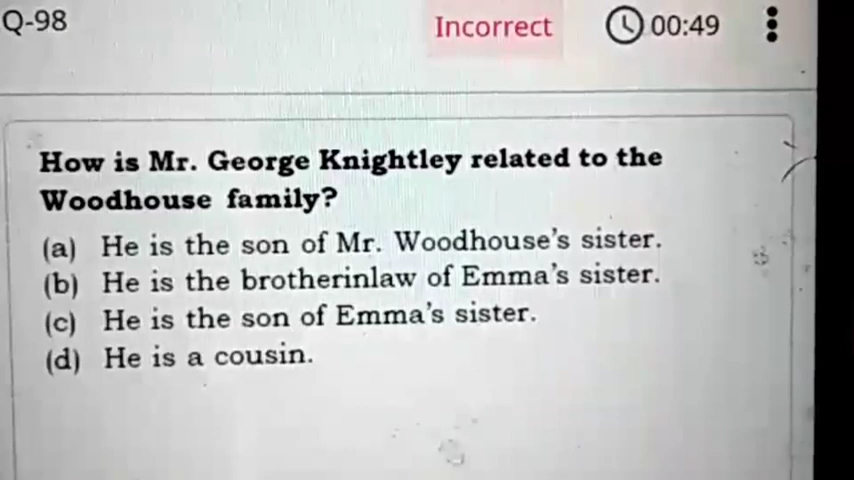 Q-98
Incorrect
00:49
How is Mr. George Knightley related to the
Woodhouse family?
(a) He is the son of Mr. Woodhouse's sister.
(b) He is the brotherinlaw of Emma's sister.
(c) He is the son of Emma's sister.
(d) He is a cousin.